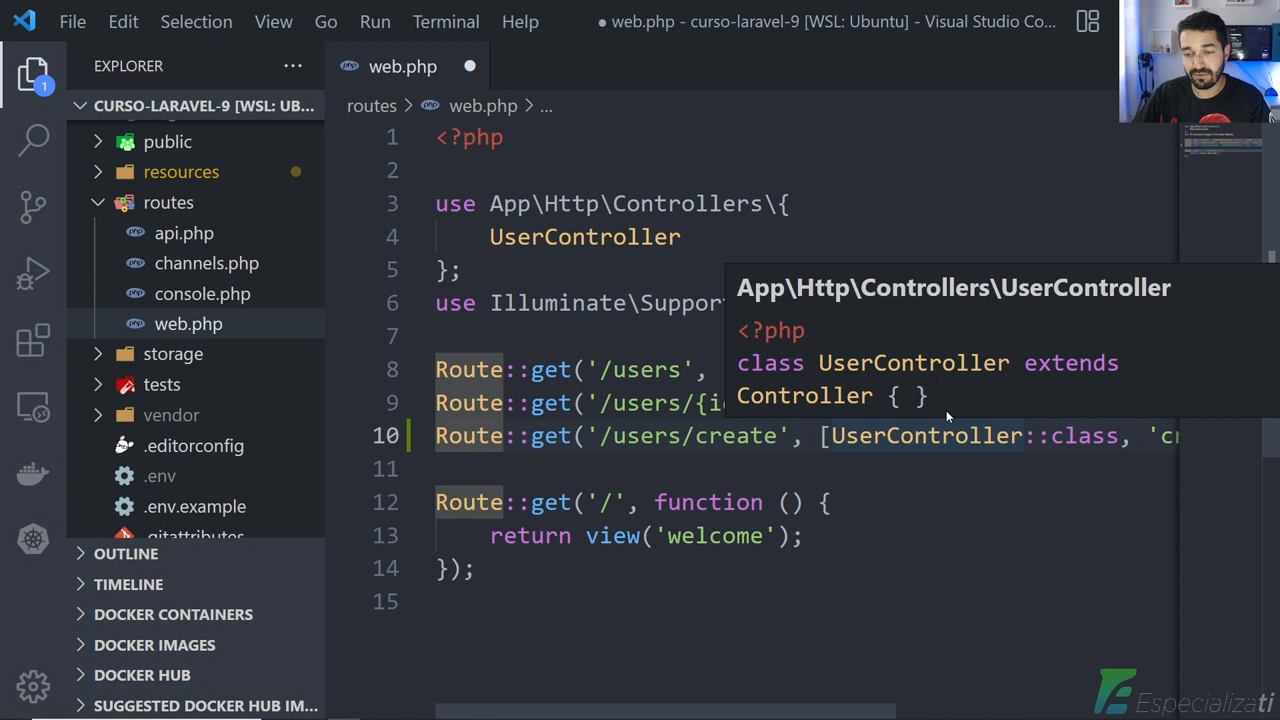 File Edit Selection View Go Run Terminal Help
● web.php - curso-laravel-9 [WSL: Ubuntu] - Visual Studio Co...
EXPLORER
1
CURSO-LARAVEL-9 [WSL: UB...
public
resources
routes
api.php
channels.php
console.php
web.php
storage
tests
vendor
.editorconfig
.env
.env.example
.gitattributes
OUTLINE
TIMELINE
DOCKER CONTAINERS
DOCKER IMAGES
DOCKER HUB
SUGGESTED DOCKER HUB IM...
web.php
routes > web.php > ...
1 <?php
2
3 use App\Http\Controllers\{
4 UserController
5 };
6 use Illuminate\Suppor
7
8 Route::get('/users',
9 Route::get('/users/{i
10 Route::get('/users/create', [UserController::class, 'cr
11
12 Route::get('/', function () {
13 return view('welcome');
14 });
15
App\Http\Controllers\UserController
<?php
class UserController extends
Controller { }
Especializati